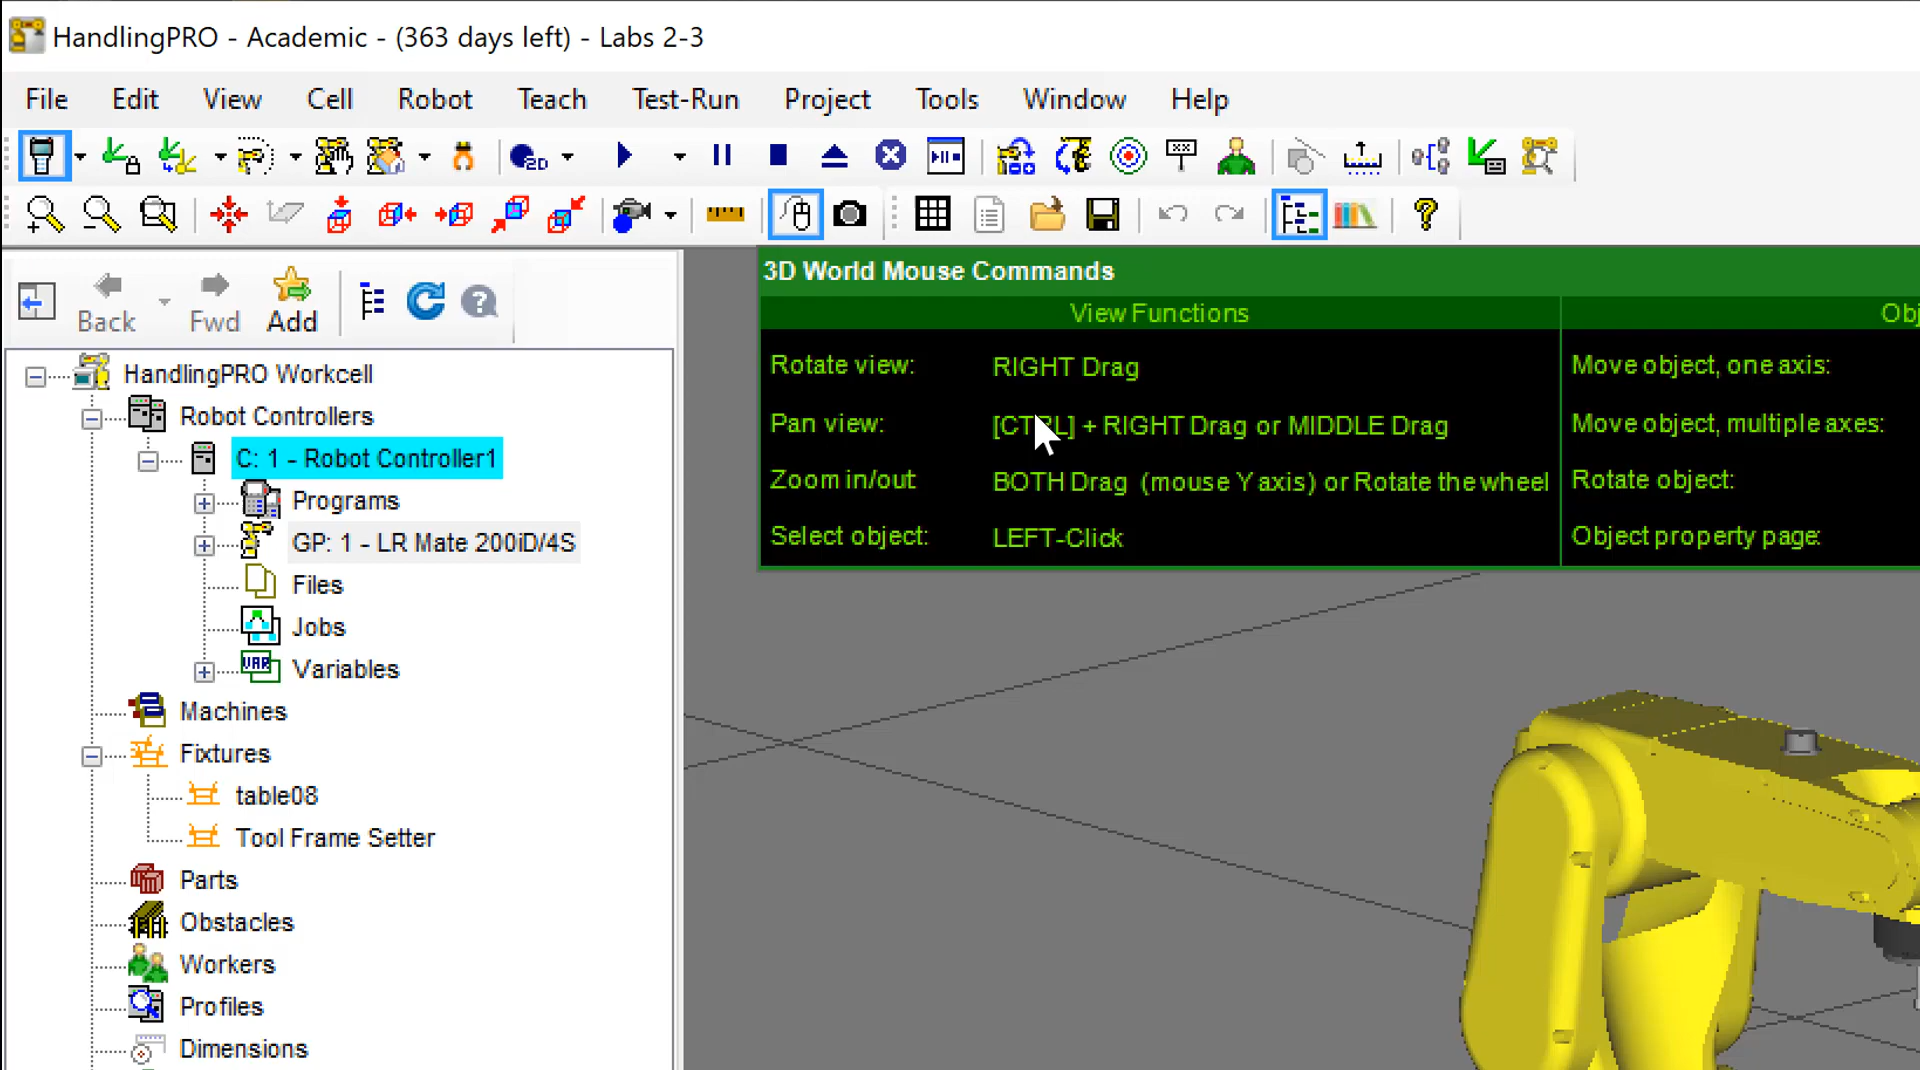 HandlingPRO - Academic - (363 days left) - Labs 2-3
File Edit View Cell Robot Teach Test-Run Project Tools Window Help
2D
Back Fwd Add
HandlingPRO Workcell
Robot Controllers
C: 1 - Robot Controller1
Programs
GP: 1 - LR Mate 200iD/4S
Files
Jobs
VAR Variables
Machines
Fixtures
table08
Tool Frame Setter
Parts
Obstacles
Workers
Profiles
Dimensions
3D World Mouse Commands
View Functions
Rotate view: RIGHT Drag
Pan view: [CTRL] + RIGHT Drag or MIDDLE Drag
Zoom in/out BOTH Drag (mouse Y axis) or Rotate the wheel
Select object: LEFT-Click
Obj
Move object, one axis:
Move object, multiple axes:
Rotate object:
Object property page: